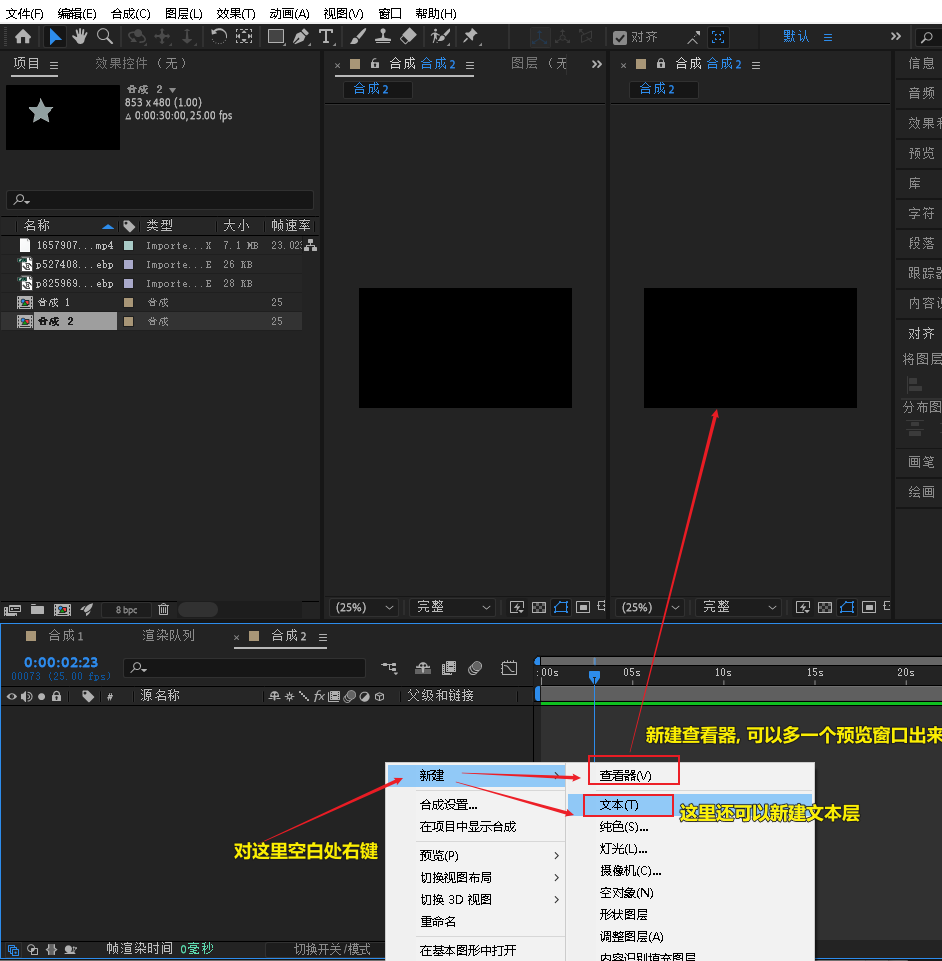 文件(F) 编辑(E) 合成(C) 图层(L) 效果(T) 动画(A) 视图(V) 窗口 帮助(H)
对齐 默认
项目 效果控件 (无)
合成 合成2 图层 (无
合成 合成2
合成2
合成2
合成 2
853 x 480 (1.00)
Δ 0:00:30:00, 25.00 fps
名称 类型 大小 帧速率
1657907...mp4 Importe...X 7.1 MB 23.023
p527408...ebp Importe...E 26 KB
p825969...ebp Importe...E 28 KB
合成 1 合成 25
合成 2 合成 25
信息
音频
效果和
预览
库
字符
段落
跟踪器
内容识
对齐
将图层
分布图
画笔
绘画
8 bpc
(25%) 完整
(25%) 完整
合成1 渲染队列 合成2
0:00:02:23
00073 (25.00 fps)
# 源名称 fx 父级和链接
:00s 05s 10s 15s 20s
新建查看器, 可以多一个预览窗口出来
新建
合成设置...
在项目中显示合成
预览(P)
切换视图布局
切换 3D 视图
重命名
在基本图形中打开
查看器(V)
文本(T)
纯色(S)...
灯光(L)...
摄像机(C)...
空对象(N)
形状图层
调整图层(A)
内容识别填充图层
这里还可以新建文本层
对这里空白处右键
帧渲染时间 0毫秒
切换开关/模式